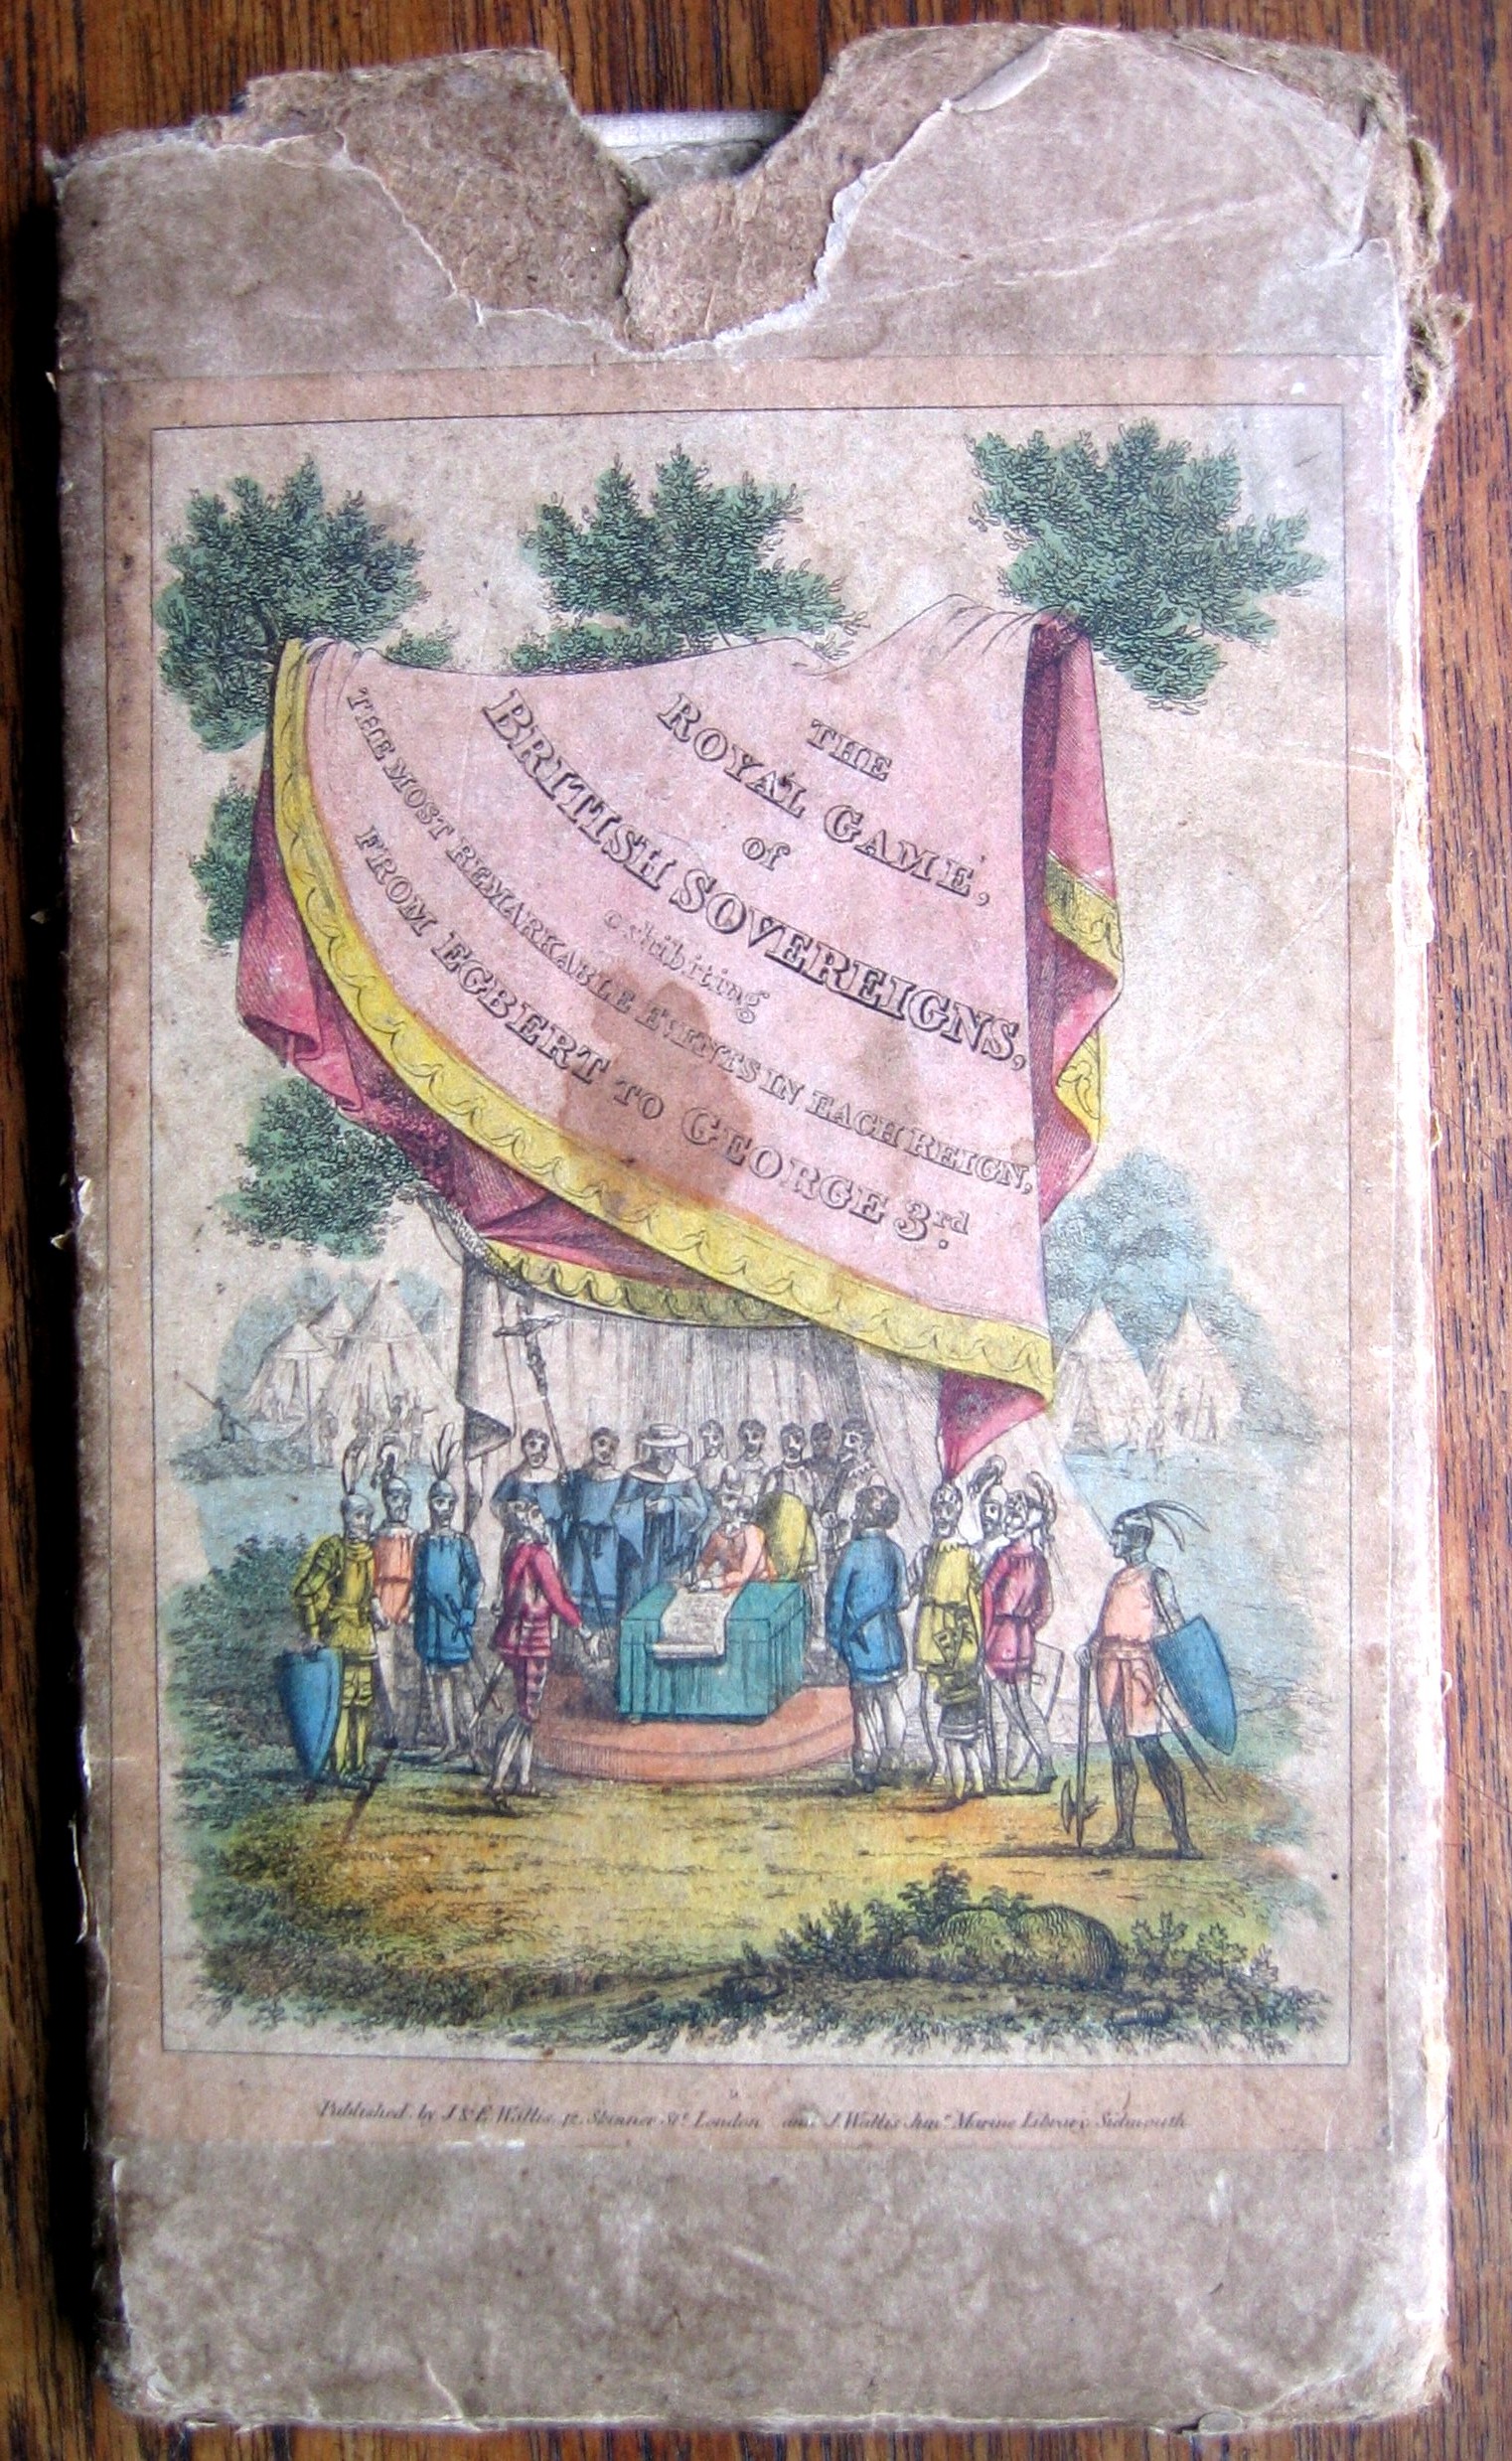 THE
ROYAL GAME,
of
BRITISH SOVEREIGNS,
exhibiting
THE MOST REMARKABLE EVENTS IN EACH REIGN,
FROM EGBERT TO GEORGE 3rd.
Published by J & E Wallis, 42, Skinner St. London and J. Wallis Junr. Marine Library Sidmouth